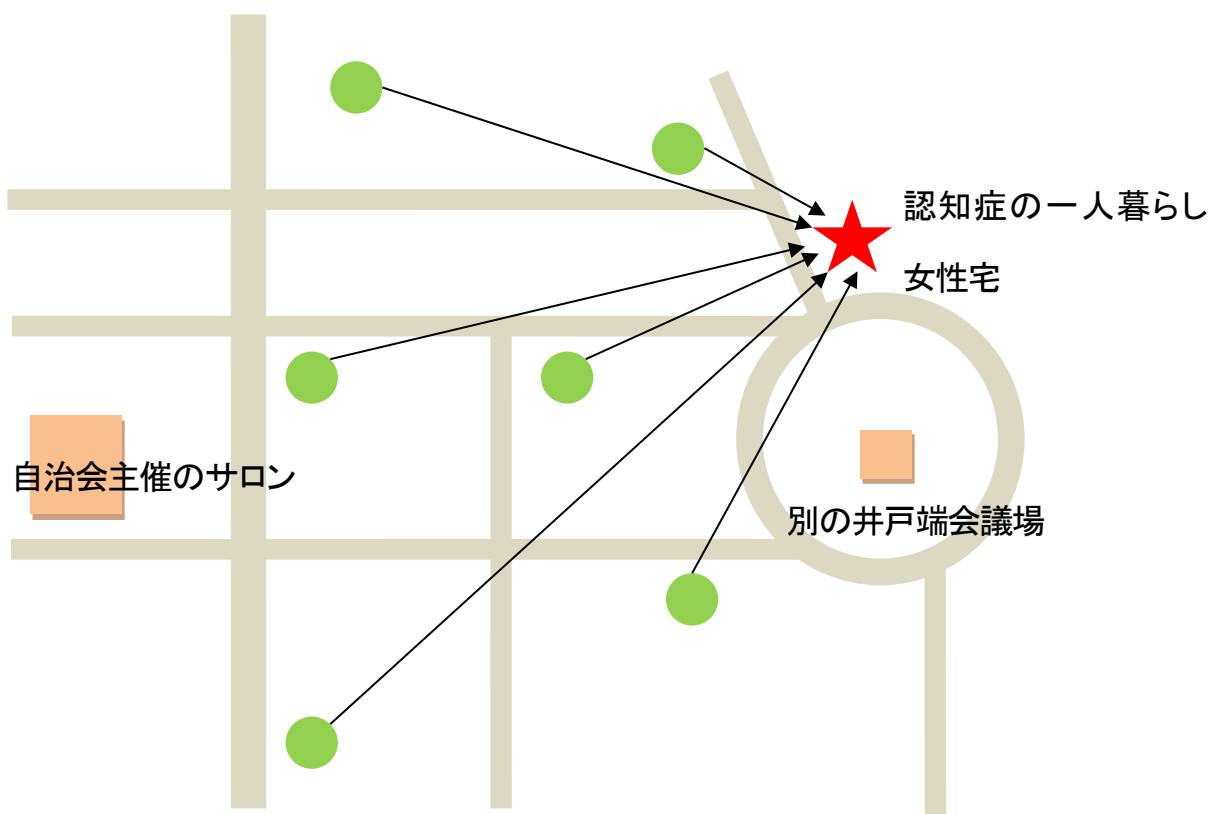 認知症の一人暮らし
女性宅
自治会主催のサロン
別の井戸端会議場